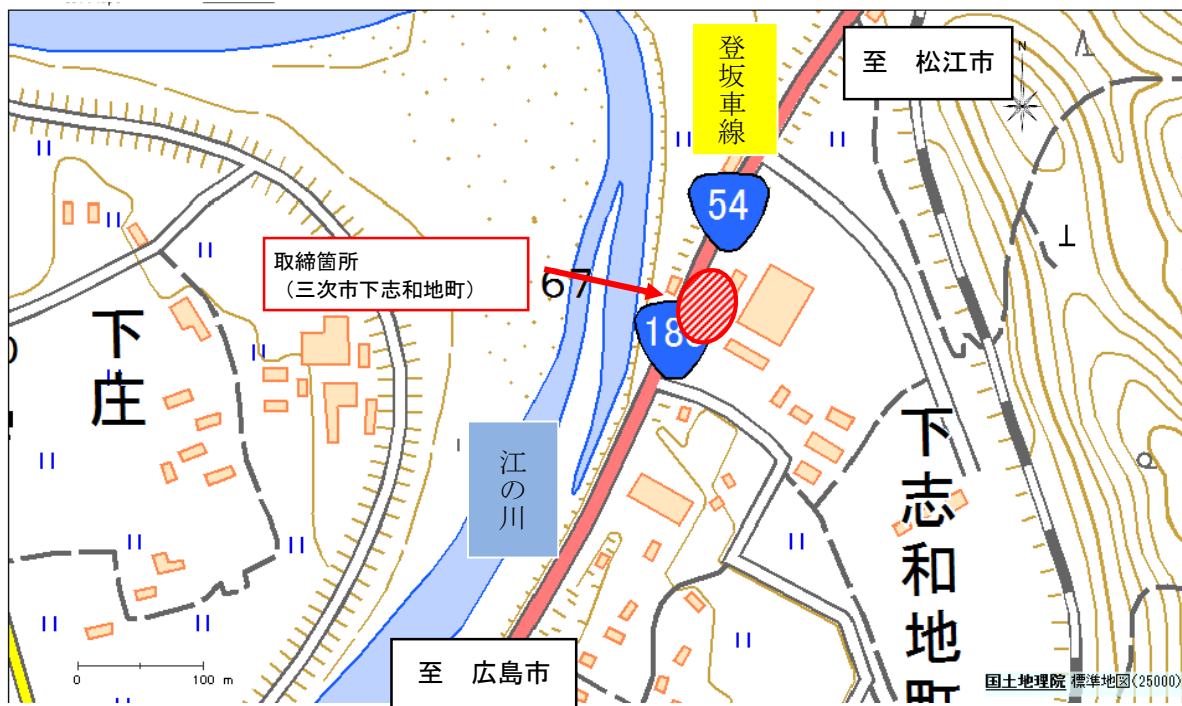 登坂車線
至 松江市
N
54
取締箇所
(三次市下志和地町)
67
下庄
江の川
下志和地
至 広島市
0 100 m
国土地理院 標準地図(25000)